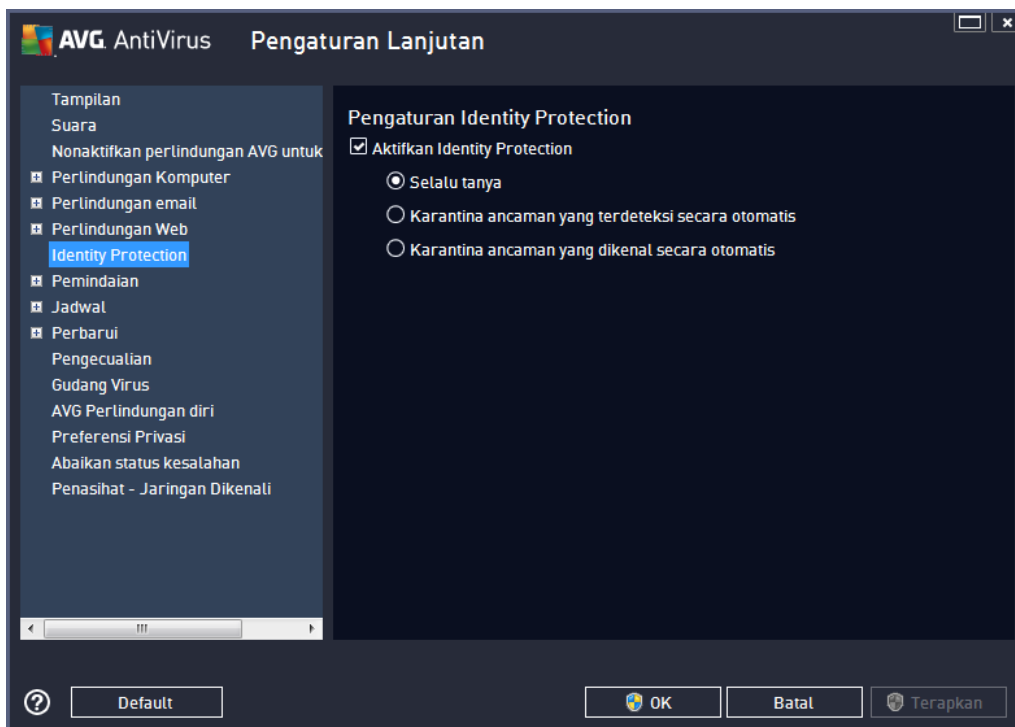 AVG. AntiVirus Pengaturan Lanjutan
Tampilan
Suara
Nonaktifkan perlindungan AVG untuk
Perlindungan Komputer
Perlindungan email
Perlindungan Web
Identity Protection
Pemindaian
Jadwal
Perbarui
Pengecualian
Gudang Virus
AVG Perlindungan diri
Preferensi Privasi
Abaikan status kesalahan
Penasihat - Jaringan Dikenali
Pengaturan Identity Protection
Aktifkan Identity Protection
Selalu tanya
Karantina ancaman yang terdeteksi secara otomatis
Karantina ancaman yang dikenal secara otomatis
? Default OK Batal Terapkan